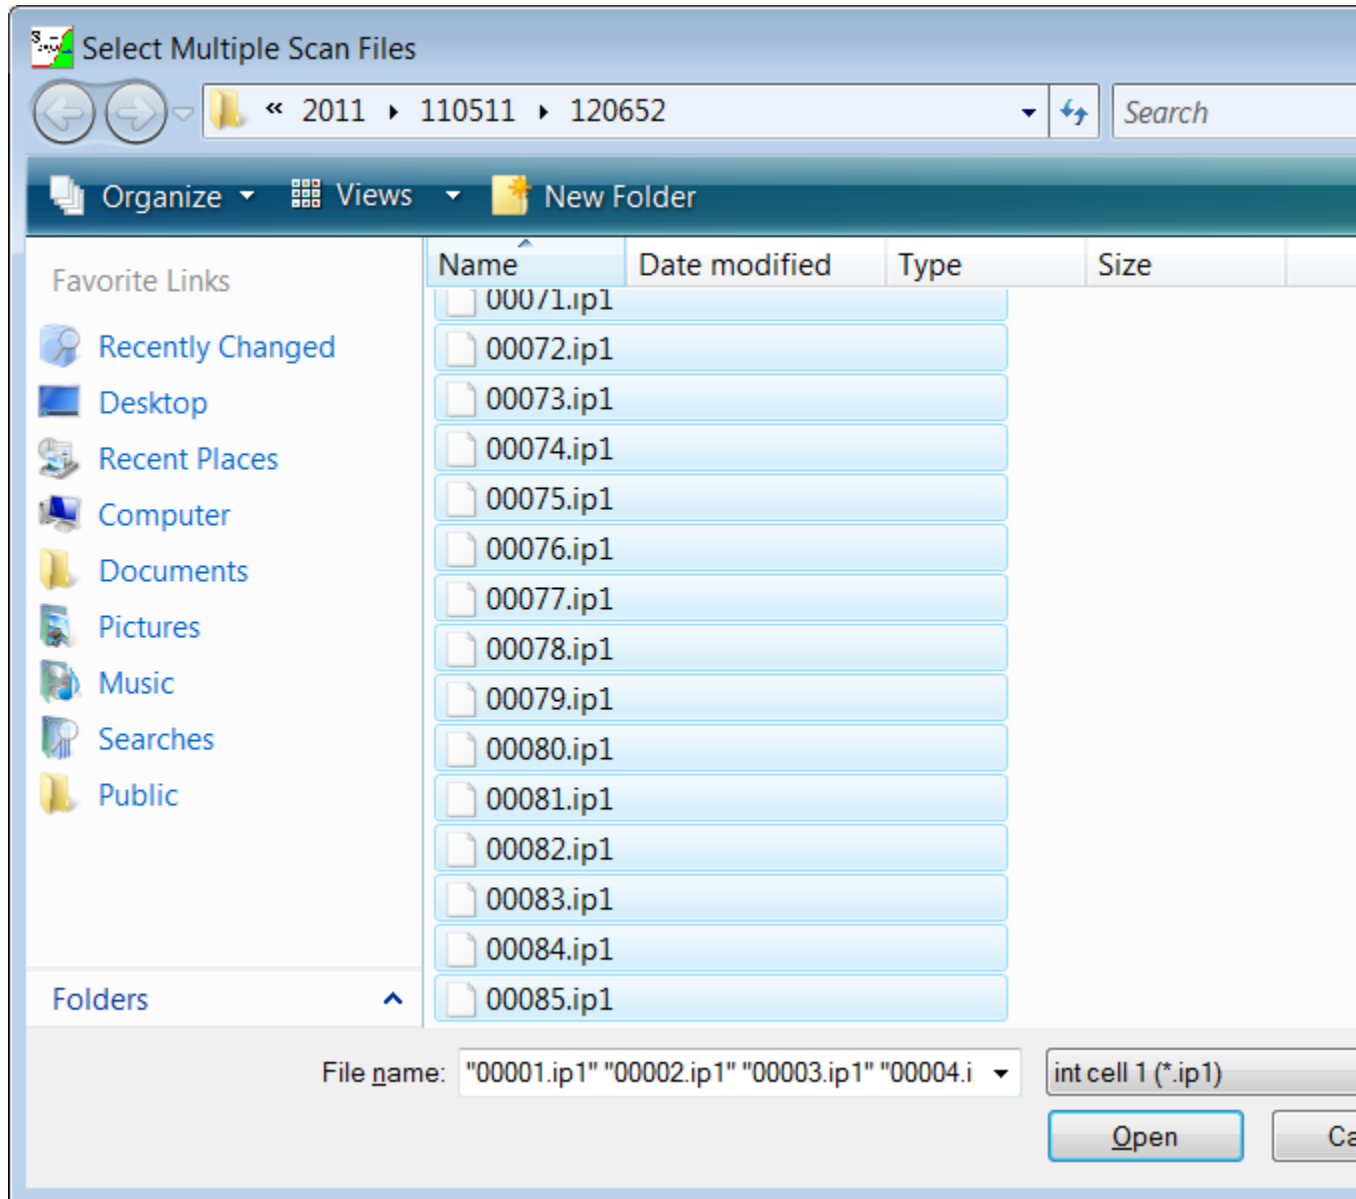 Select Multiple Scan Files
« 2011 ▸ 110511 ▸ 120652
Search
Organize Views New Folder
Favorite Links
Recently Changed
Desktop
Recent Places
Computer
Documents
Pictures
Music
Searches
Public
Folders
Name Date modified Type Size
00071.ip1
00072.ip1
00073.ip1
00074.ip1
00075.ip1
00076.ip1
00077.ip1
00078.ip1
00079.ip1
00080.ip1
00081.ip1
00082.ip1
00083.ip1
00084.ip1
00085.ip1
File name: "00001.ip1" "00002.ip1" "00003.ip1" "00004.i
int cell 1 (*.ip1)
Open Ca